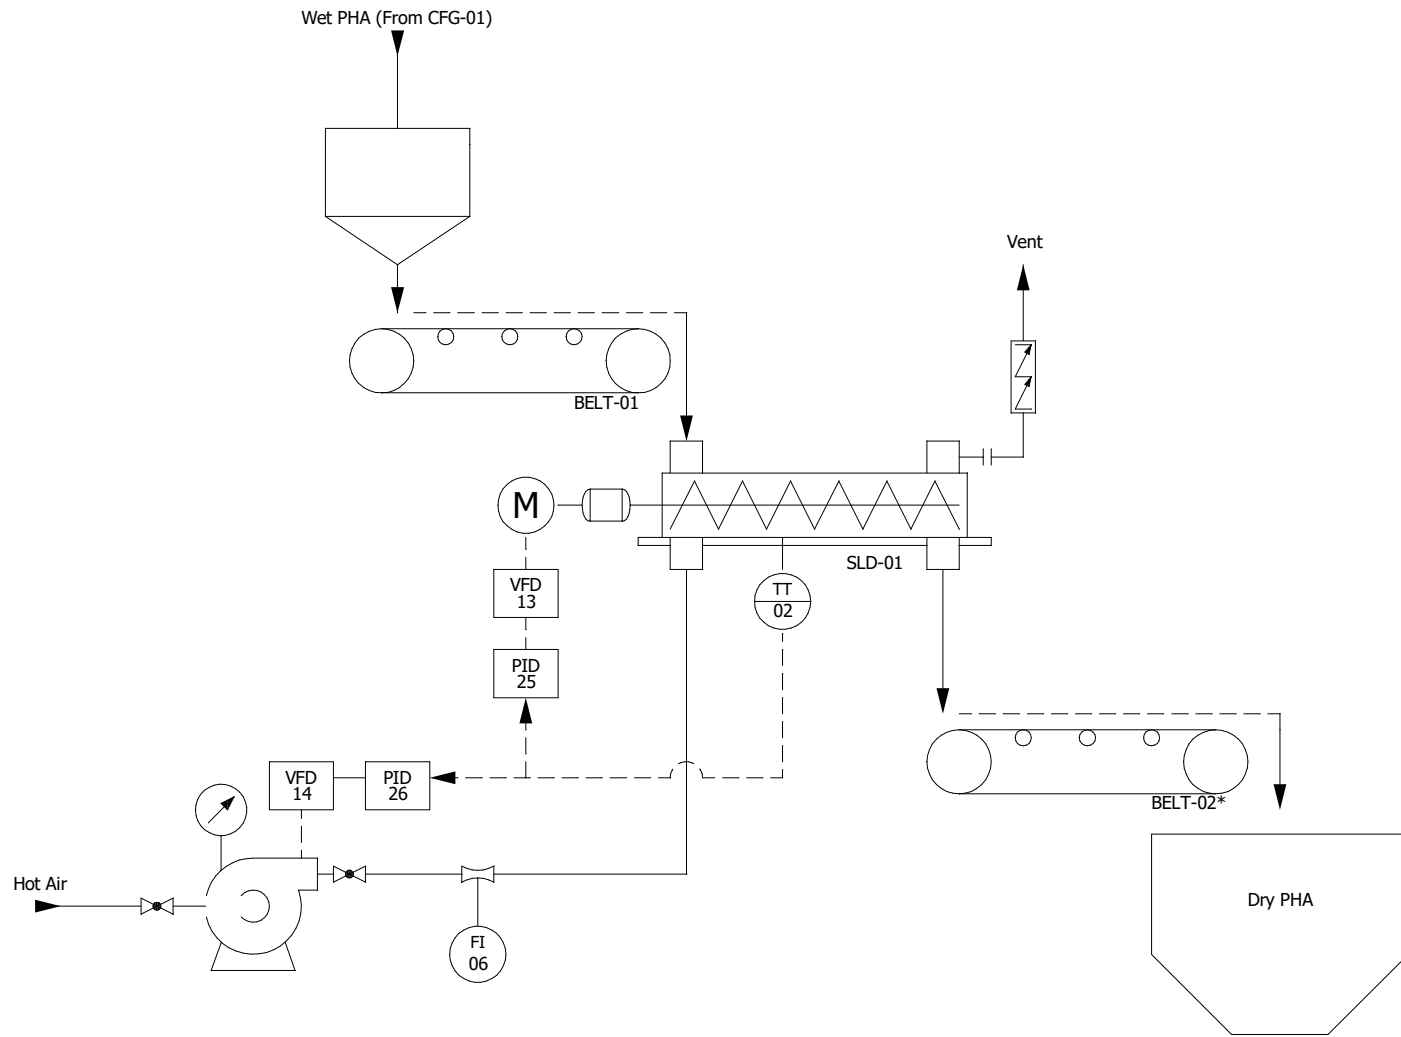 Wet PHA (From CFG-01)
Vent
BELT-01
M
SLD-01
VFD
13
TT
02
PID
25
VFD
14
PID
26
BELT-02*
Hot Air
Dry PHA
FI
06